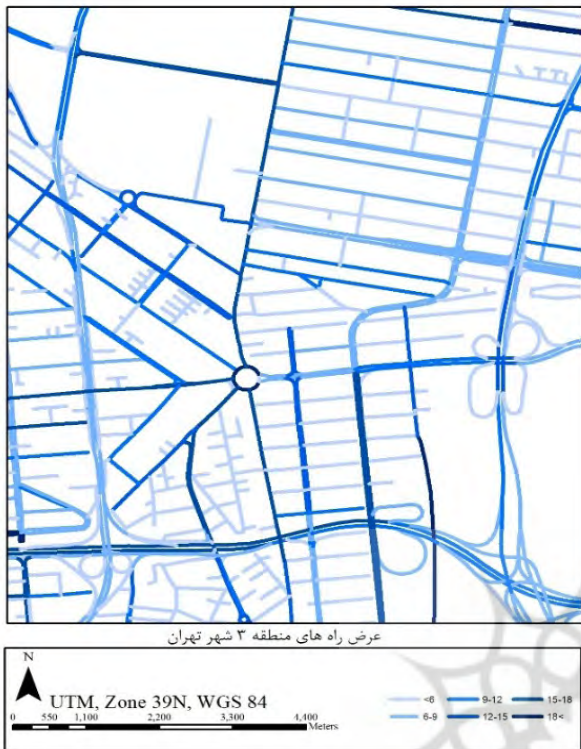 عرض راه های منطقه ۳ شهر تهران
N
UTM, Zone 39N, WGS 84
0 550 1,100 2,200 3,300 4,400
Meters
<6 9-12 15-18
6-9 12-15 18<